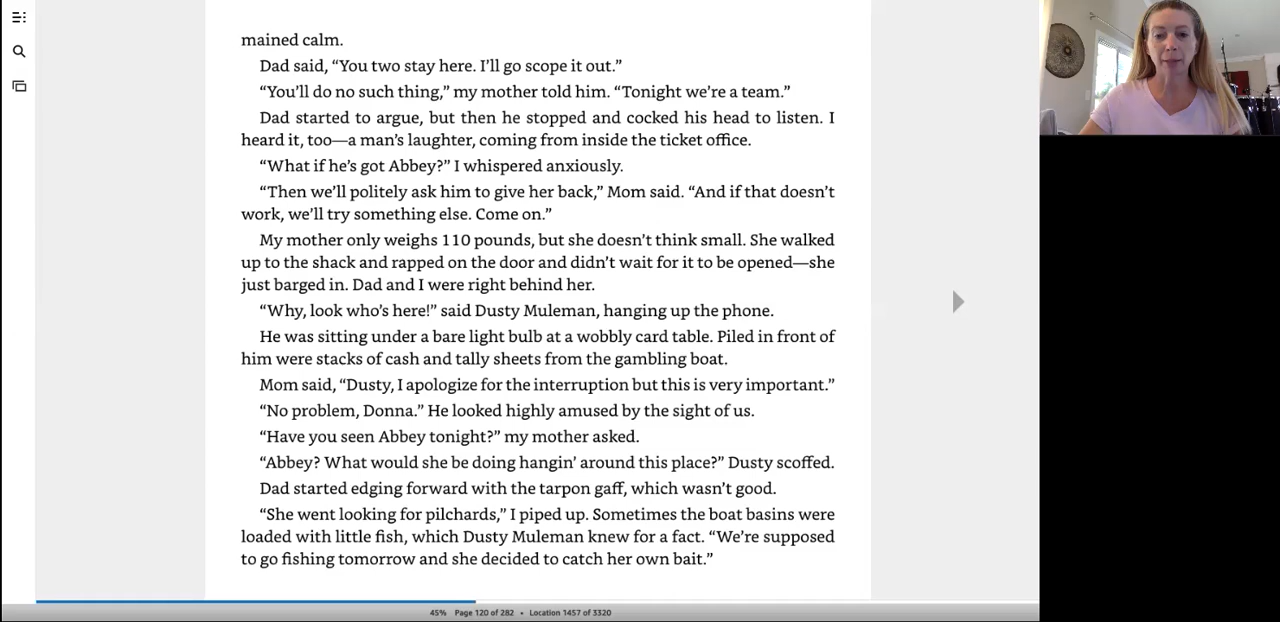 mained calm.
Dad said, “You two stay here. I’ll go scope it out.”
“You’ll do no such thing,” my mother told him. “Tonight we’re a team.”
Dad started to argue, but then he stopped and cocked his head to listen. I
heard it, too—a man’s laughter, coming from inside the ticket office.
“What if he’s got Abbey?” I whispered anxiously.
“Then we’ll politely ask him to give her back,” Mom said. “And if that doesn’t
work, we’ll try something else. Come on.”
My mother only weighs 110 pounds, but she doesn’t think small. She walked
up to the shack and rapped on the door and didn’t wait for it to be opened—she
just barged in. Dad and I were right behind her.
“Why, look who’s here!” said Dusty Muleman, hanging up the phone.
He was sitting under a bare light bulb at a wobbly card table. Piled in front of
him were stacks of cash and tally sheets from the gambling boat.
Mom said, “Dusty, I apologize for the interruption but this is very important.”
“No problem, Donna.” He looked highly amused by the sight of us.
“Have you seen Abbey tonight?” my mother asked.
“Abbey? What would she be doing hangin’ around this place?” Dusty scoffed.
Dad started edging forward with the tarpon gaff, which wasn’t good.
“She went looking for pilchards,” I piped up. Sometimes the boat basins were
loaded with little fish, which Dusty Muleman knew for a fact. “We’re supposed
to go fishing tomorrow and she decided to catch her own bait.”
45% Page 120 of 282 • Location 1457 of 3320